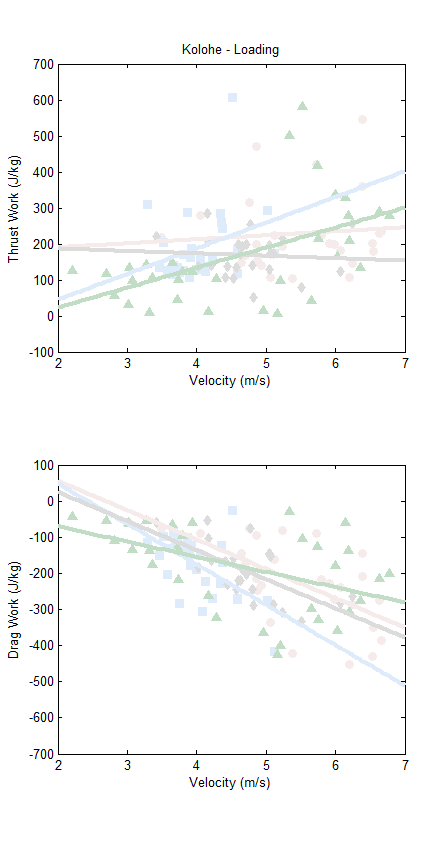 Kolohe - Loading
700
600
500
400
300
200
100
0
-100
Thrust Work (J/kg)
2 3 4 5 6 7
Velocity (m/s)
100
0
-100
-200
-300
-400
-500
-600
-700
Drag Work (J/kg)
2 3 4 5 6 7
Velocity (m/s)